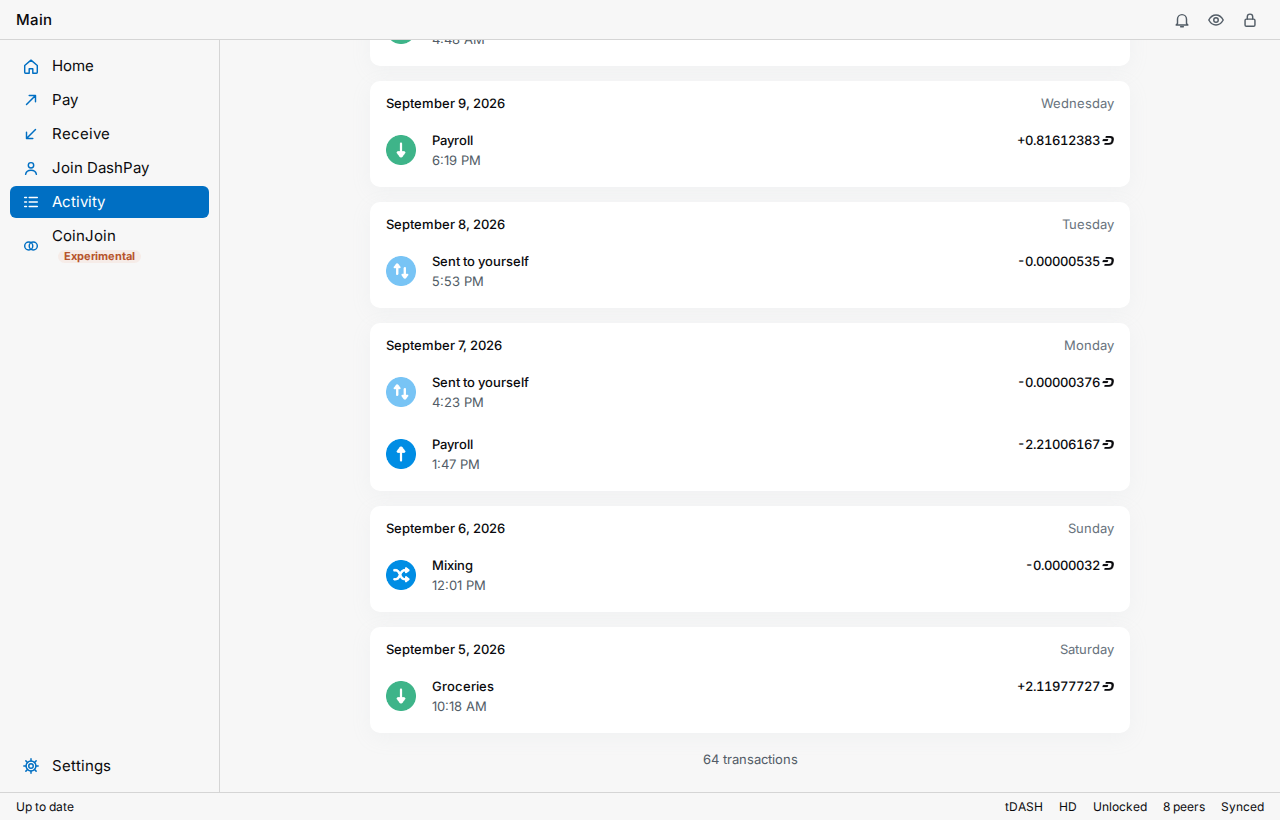 Main
Home
Pay
Receive
Join DashPay
Activity
CoinJoin
Experimental
Settings
4:48 AM
September 9, 2026 Wednesday
Payroll +0.81612383
6:19 PM
September 8, 2026 Tuesday
Sent to yourself -0.00000535
5:53 PM
September 7, 2026 Monday
Sent to yourself -0.00000376
4:23 PM
Payroll -2.21006167
1:47 PM
September 6, 2026 Sunday
Mixing -0.0000032
12:01 PM
September 5, 2026 Saturday
Groceries +2.11977727
10:18 AM
64 transactions
Up to date tDASH HD Unlocked 8 peers Synced